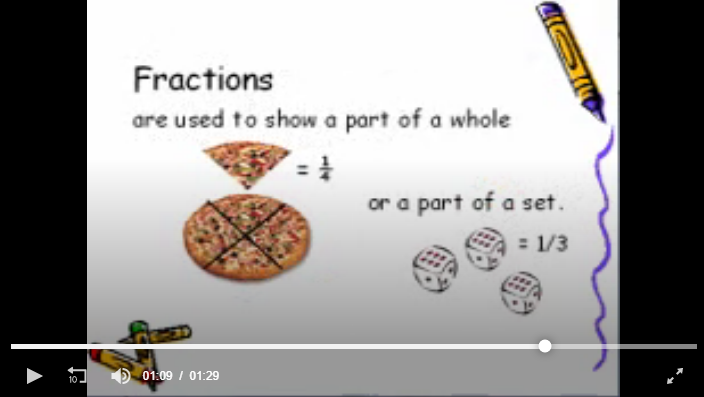 Fractions
are used to show a part of a whole
= 1/4
or a part of a set.
= 1/3
10
01:09 / 01:29